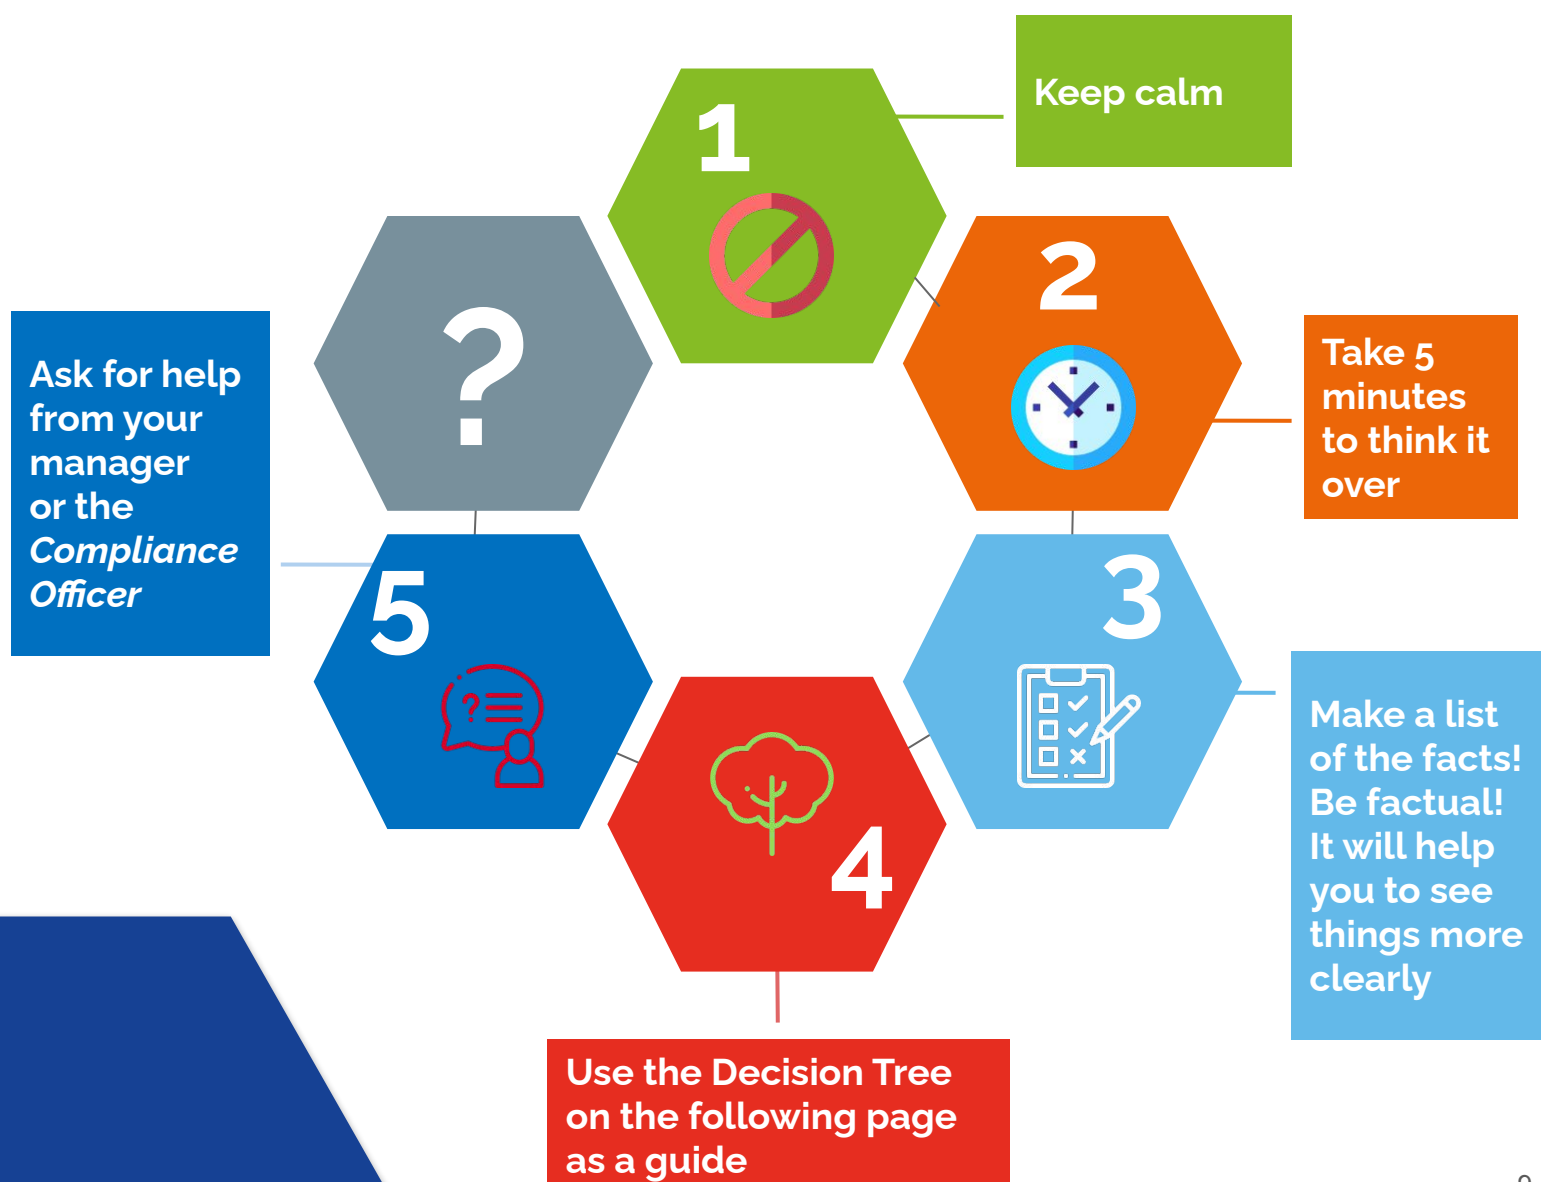 1
Keep calm
2
Take 5
minutes
to think it
over
3
Make a list
of the facts!
Be factual!
It will help
you to see
things more
clearly
4
Use the Decision Tree
on the following page
as a guide
5
Ask for help
from your
manager
or the
Compliance
Officer
?
?